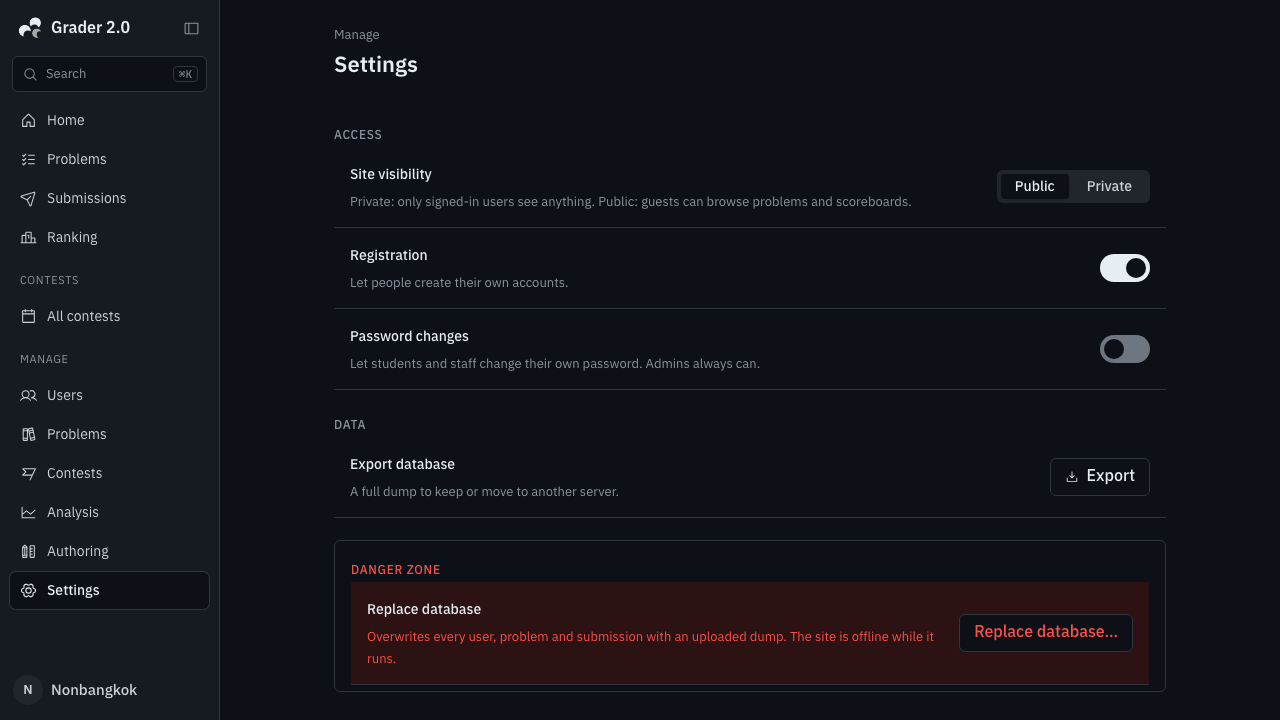 Grader 2.0
Search ⌘K
Home
Problems
Submissions
Ranking
CONTESTS
All contests
MANAGE
Users
Problems
Contests
Analysis
Authoring
Settings
N Nonbangkok
Manage
Settings
ACCESS
Site visibility
Private: only signed-in users see anything. Public: guests can browse problems and scoreboards.
Public Private
Registration
Let people create their own accounts.
Password changes
Let students and staff change their own password. Admins always can.
DATA
Export database
A full dump to keep or move to another server.
Export
DANGER ZONE
Replace database
Overwrites every user, problem and submission with an uploaded dump. The site is offline while it
runs.
Replace database...